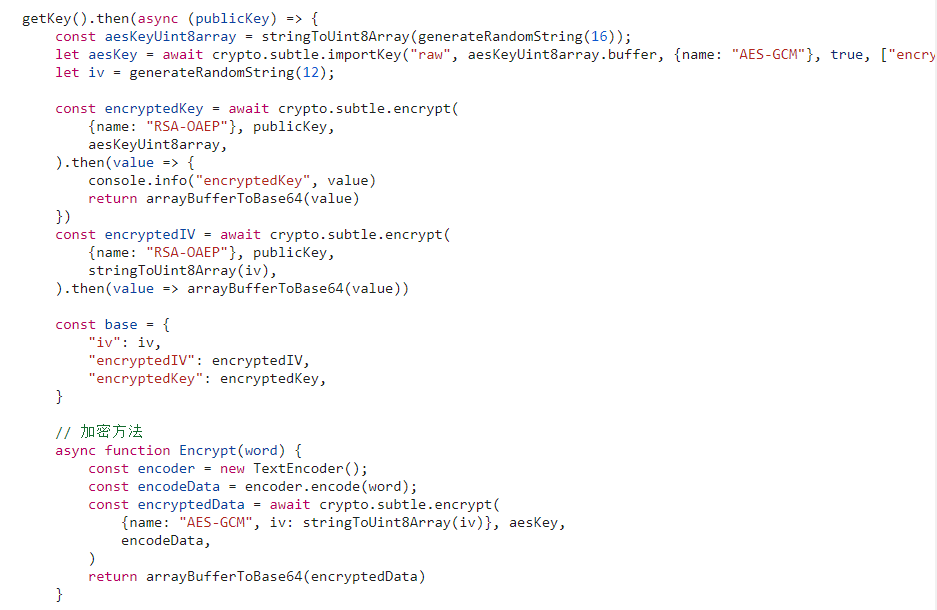 getKey().then(async (publicKey) => {
    const aesKeyUint8array = stringToUint8Array(generateRandomString(16));
    let aesKey = await crypto.subtle.importKey("raw", aesKeyUint8array.buffer, {name: "AES-GCM"}, true, ["encry
    let iv = generateRandomString(12);

    const encryptedKey = await crypto.subtle.encrypt(
        {name: "RSA-OAEP"}, publicKey,
        aesKeyUint8array,
    ).then(value => {
        console.info("encryptedKey", value)
        return arrayBufferToBase64(value)
    })
    const encryptedIV = await crypto.subtle.encrypt(
        {name: "RSA-OAEP"}, publicKey,
        stringToUint8Array(iv),
    ).then(value => arrayBufferToBase64(value))

    const base = {
        "iv": iv,
        "encryptedIV": encryptedIV,
        "encryptedKey": encryptedKey,
    }

    // 加密方法
    async function Encrypt(word) {
        const encoder = new TextEncoder();
        const encodeData = encoder.encode(word);
        const encryptedData = await crypto.subtle.encrypt(
            {name: "AES-GCM", iv: stringToUint8Array(iv)}, aesKey,
            encodeData,
        )
        return arrayBufferToBase64(encryptedData)
    }